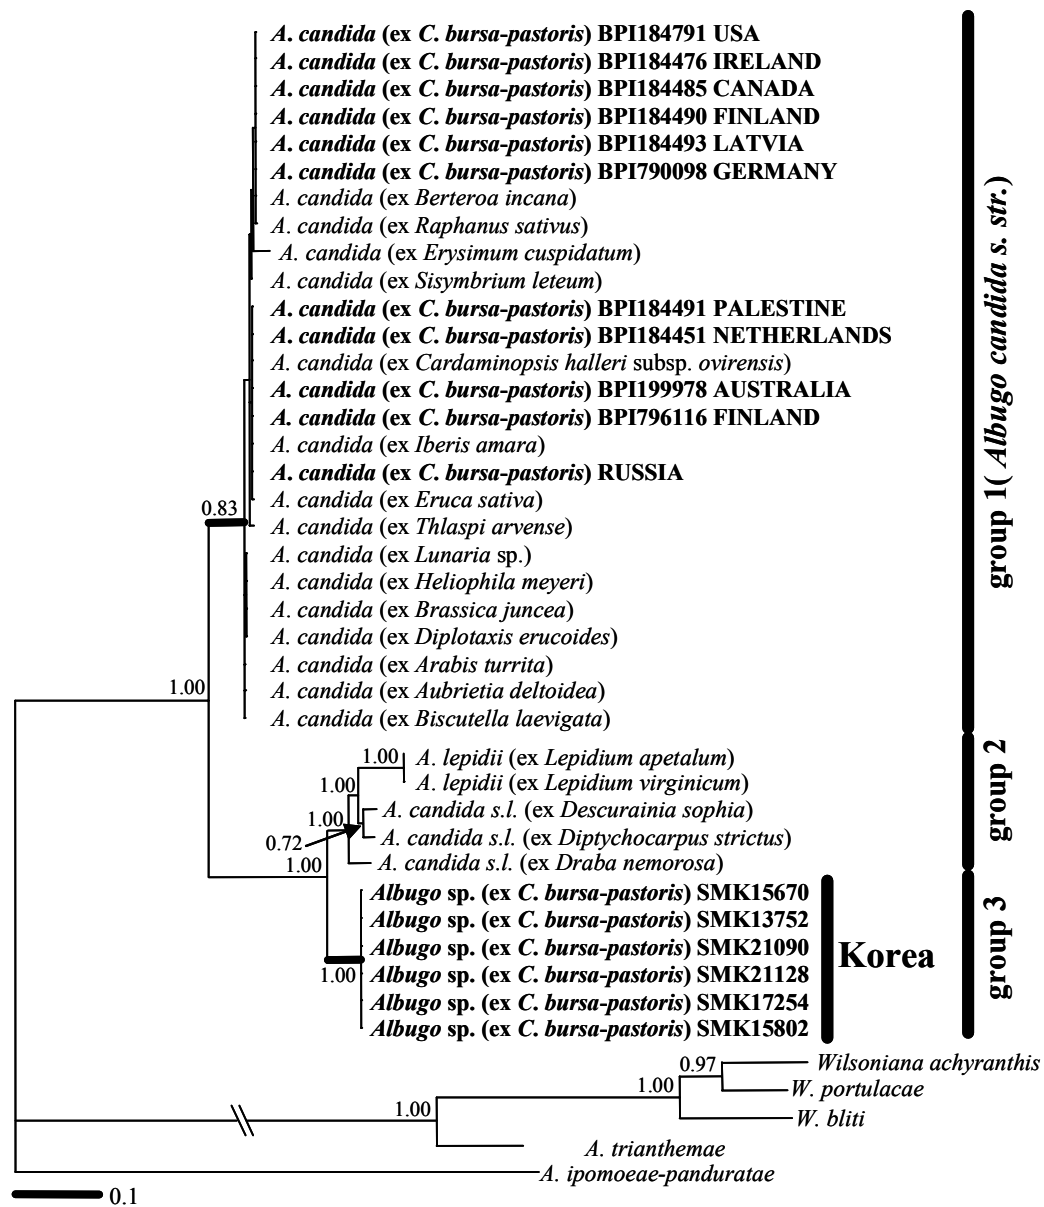 A. candida (ex C. bursa-pastoris) BPI184791 USA
A. candida (ex C. bursa-pastoris) BPI184476 IRELAND
A. candida (ex C. bursa-pastoris) BPI184485 CANADA
A. candida (ex C. bursa-pastoris) BPI184490 FINLAND
A. candida (ex C. bursa-pastoris) BPI184493 LATVIA
A. candida (ex C. bursa-pastoris) BPI790098 GERMANY
A. candida (ex Berteroa incana)
A. candida (ex Raphanus sativus)
A. candida (ex Erysimum cuspidatum)
A. candida (ex Sisymbrium leteum)
A. candida (ex C. bursa-pastoris) BPI184491 PALESTINE
A. candida (ex C. bursa-pastoris) BPI184451 NETHERLANDS
A. candida (ex Cardaminopsis halleri subsp. ovirensis)
A. candida (ex C. bursa-pastoris) BPI199978 AUSTRALIA
A. candida (ex C. bursa-pastoris) BPI796116 FINLAND
A. candida (ex Iberis amara)
A. candida (ex C. bursa-pastoris) RUSSIA
A. candida (ex Eruca sativa)
0.83
A. candida (ex Thlaspi arvense)
A. candida (ex Lunaria sp.)
A. candida (ex Heliophila meyeri)
A. candida (ex Brassica juncea)
A. candida (ex Diplotaxis erucoides)
A. candida (ex Arabis turrita)
1.00
A. candida (ex Aubrietia deltoidea)
A. candida (ex Biscutella laevigata)
group 1( Albugo candida s. str.)
1.00
A. lepidii (ex Lepidium apetalum)
A. lepidii (ex Lepidium virginicum)
1.00
A. candida s.l. (ex Descurainia sophia)
1.00
A. candida s.l. (ex Diptychocarpus strictus)
0.72
A. candida s.l. (ex Draba nemorosa)
1.00
group 2
Albugo sp. (ex C. bursa-pastoris) SMK15670
Albugo sp. (ex C. bursa-pastoris) SMK13752
Albugo sp. (ex C. bursa-pastoris) SMK21090
Albugo sp. (ex C. bursa-pastoris) SMK21128
1.00
Albugo sp. (ex C. bursa-pastoris) SMK17254
Albugo sp. (ex C. bursa-pastoris) SMK15802
Korea
group 3
0.97
Wilsoniana achyranthis
1.00
W. portulacae
1.00
W. bliti
A. trianthemae
A. ipomoeae-panduratae
0.1